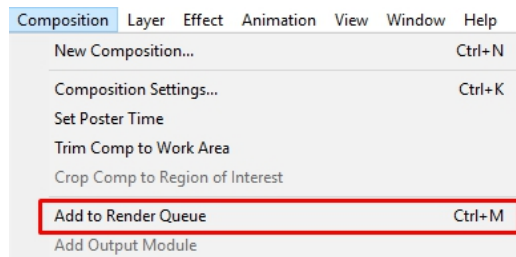 Composition Layer Effect Animation View Window Help
New Composition... Ctrl+N
Composition Settings... Ctrl+K
Set Poster Time
Trim Comp to Work Area
Crop Comp to Region of Interest
Add to Render Queue Ctrl+M
Add Output Module